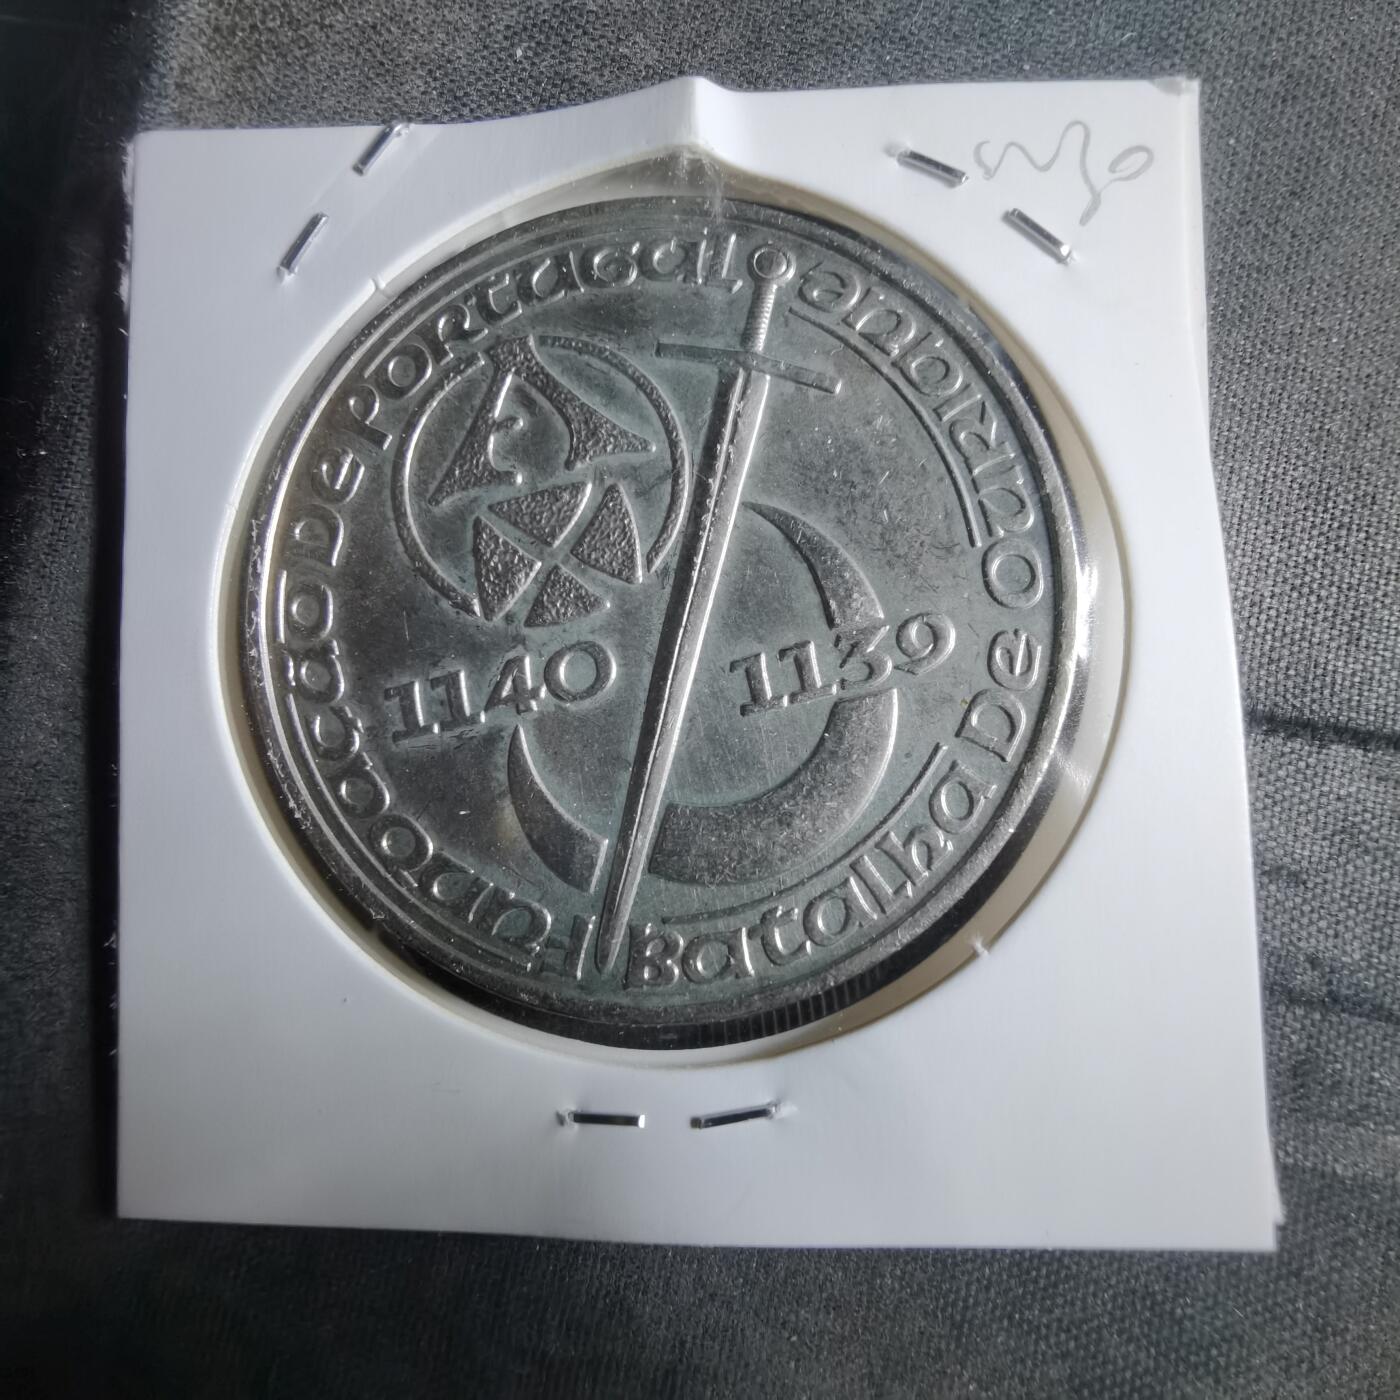 Fundação De Portugal
Batalha De Ourique
1140
1139